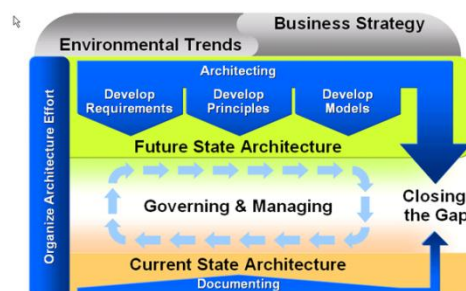 Business Strategy
Environmental Trends
Architecting
Develop
Requirements
Develop
Principles
Develop
Models
Future State Architecture
Organize Architecture Effort
Governing & Managing
Closing
the Gap
Current State Architecture
Documenting